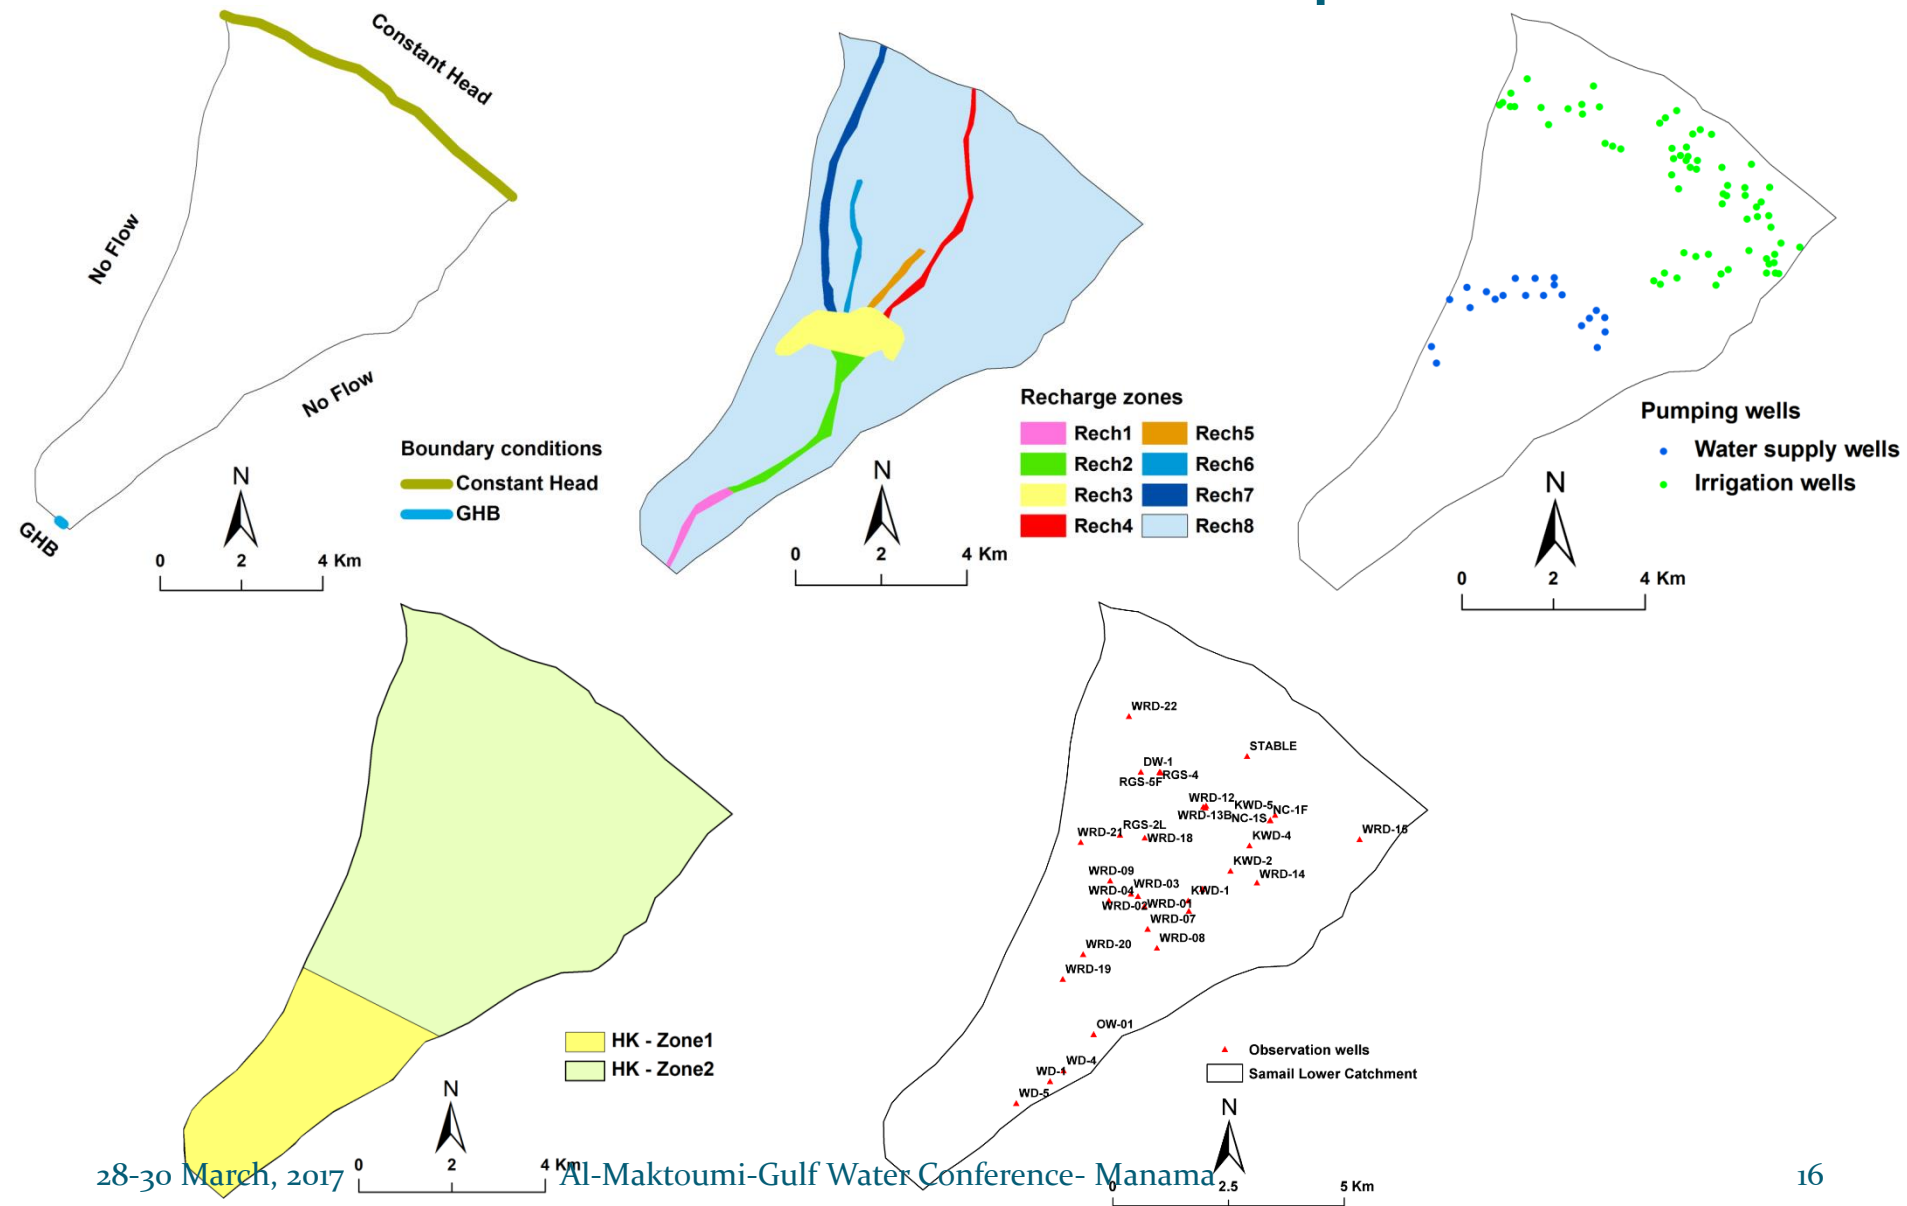 Constant Head
No Flow
No Flow
GHB
Boundary conditions
Constant Head
GHB
N
0 2 4 Km
Recharge zones
Rech1 Rech5
Rech2 Rech6
Rech3 Rech7
Rech4 Rech8
N
0 2 4 Km
Pumping wells
Water supply wells
Irrigation wells
N
0 2 4 Km
HK - Zone1
HK - Zone2
N
0 2 4 Km
WRD-22
STABLE
DW-1
RGS-4
RGS-5F
WRD-12
KWD-5
NC-1F
WRD-13B
NC-1S
RGS-2L
WRD-21
WRD-18
KWD-4
WRD-15
KWD-2
WRD-09
WRD-14
WRD-03
WRD-04
KWD-1
WRD-02
WRD-01
WRD-07
WRD-08
WRD-20
WRD-19
OW-01
WD-4
WD-1
WD-5
Observation wells
Samail Lower Catchment
N
0 2.5 5 Km
28-30 March, 2017
Al-Maktoumi-Gulf Water Conference- Manama
16